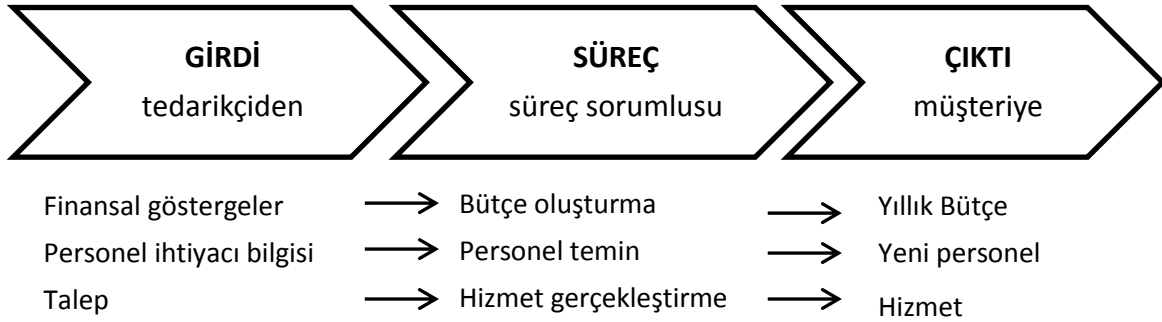 GİRDİ
tedarikçiden
SÜREÇ
süreç sorumlusu
ÇIKTI
müşteriye
Finansal göstergeler
Bütçe oluşturma
Yıllık Bütçe
Personel ihtiyacı bilgisi
Personel temin
Yeni personel
Talep
Hizmet gerçekleştirme
Hizmet